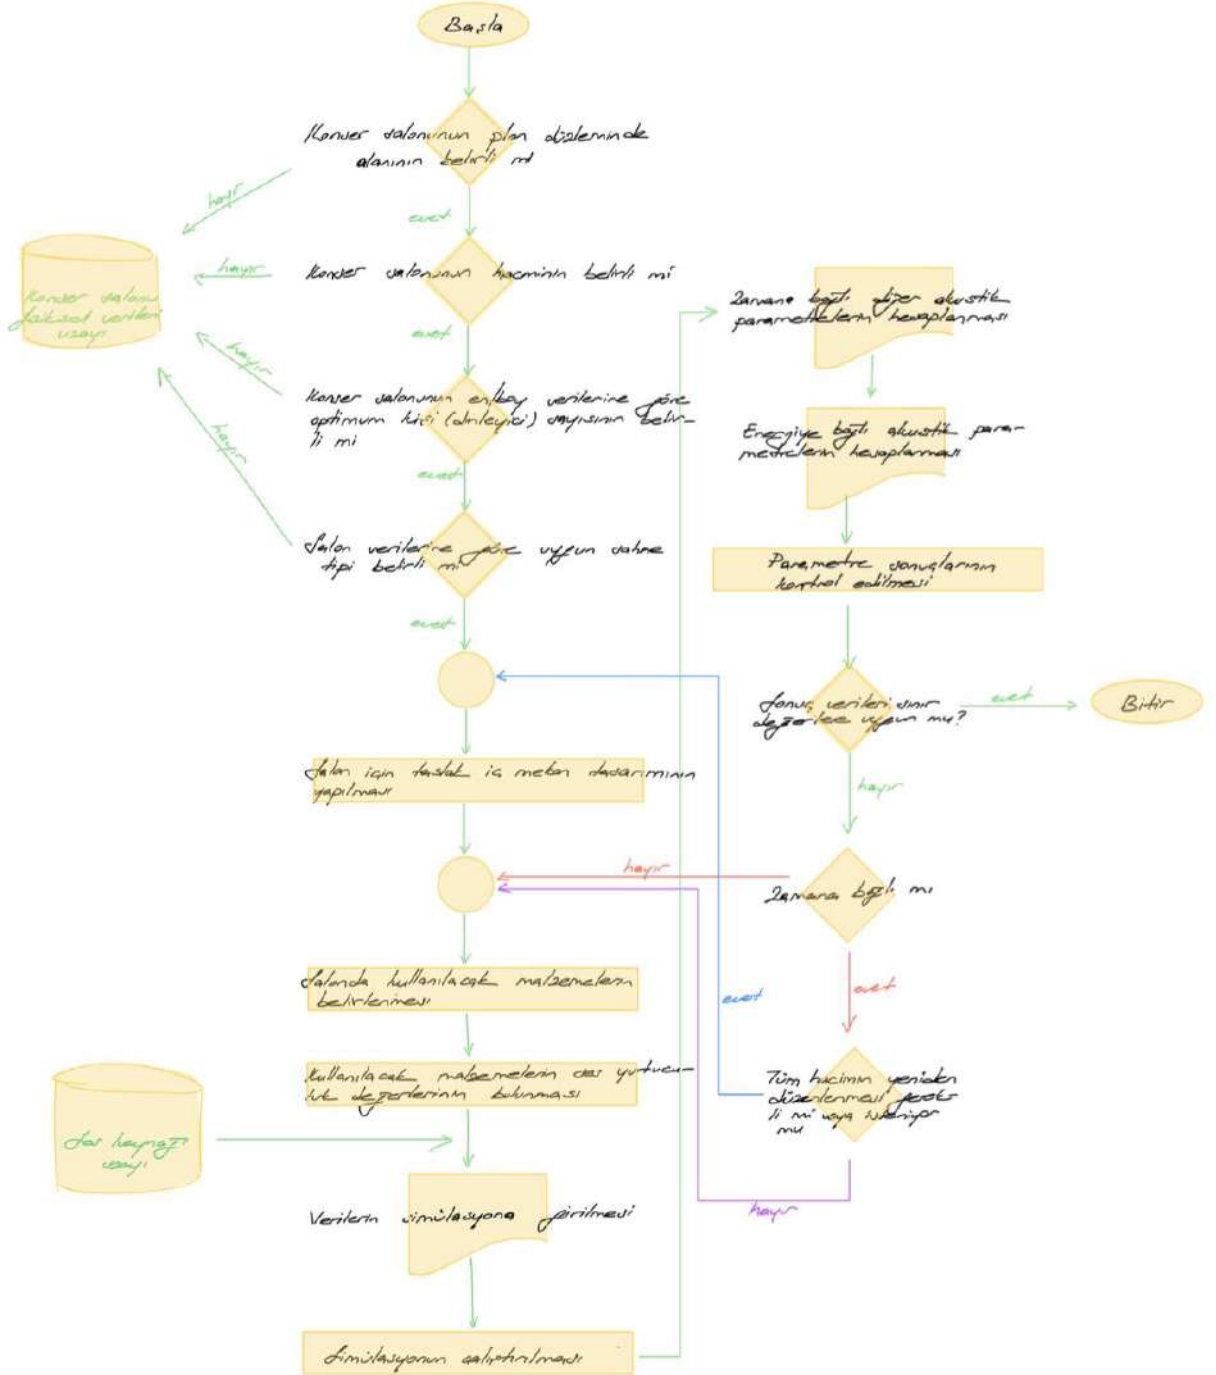 Başla
Konser salonunun plan düzleminde
alanının belirli mi
hayır
evet
Konser salonunun hacminin belirli mi
hayır
evet
Konser salonunun en/boy verilerine göre
optimum kişi (dinleyici) sayısının belir-
li mi
hayır
evet
Salon verilerine göre uygun sahne
tipi belirli mi
hayır
evet
Konser salonu
fiziksel verileri
uzayı
Salon için taslak iç mekan tasarımının
yapılması
Salonda kullanılacak malzemelerin
belirlenmesi
Kullanılacak malzemelerin ses yutucu-
luk değerlerinin bulunması
Ses kaynağı
uzayı
Verilerin simülasyona girilmesi
Simülasyonun çalıştırılması
Zamana bağlı diğer akustik
parametrelerin hesaplanması
Enerjiye bağlı akustik para-
metrelerin hesaplanması
Parametre sonuçlarının
kontrol edilmesi
Sonuç verileri sınır
değerlere uygun mu?
evet
Bitir
hayır
Zamana bağlı mı
hayır
evet
Tüm hacimin yeniden
düzenlenmesi gerek-
li mi veya isteniyor
mu
evet
hayır